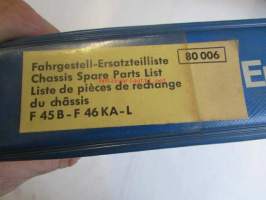 Fahrgestell-Ersatzteilliste
80 006
Chassis Spare Parts List
Liste de pièces de rechange
du châssis
F 45 B - F 46 KA - L
E